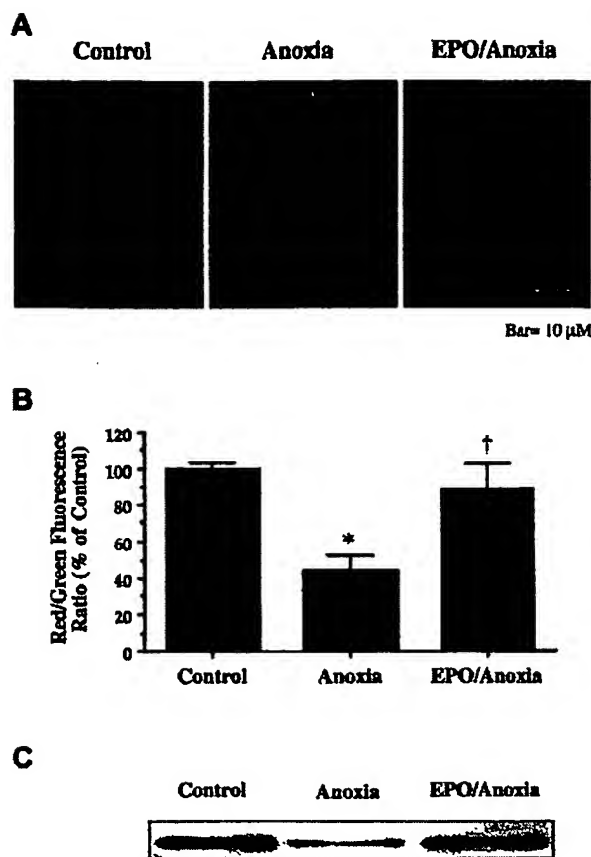 A
Control Anoxia EPO/Anoxia
Bar= 10 µM
B
Red/Green Fluorescence
Ratio (% of Control)
120
100
80
60
40
20
0
*
†
Control Anoxia EPO/Anoxia
C
Control Anoxia EPO/Anoxia